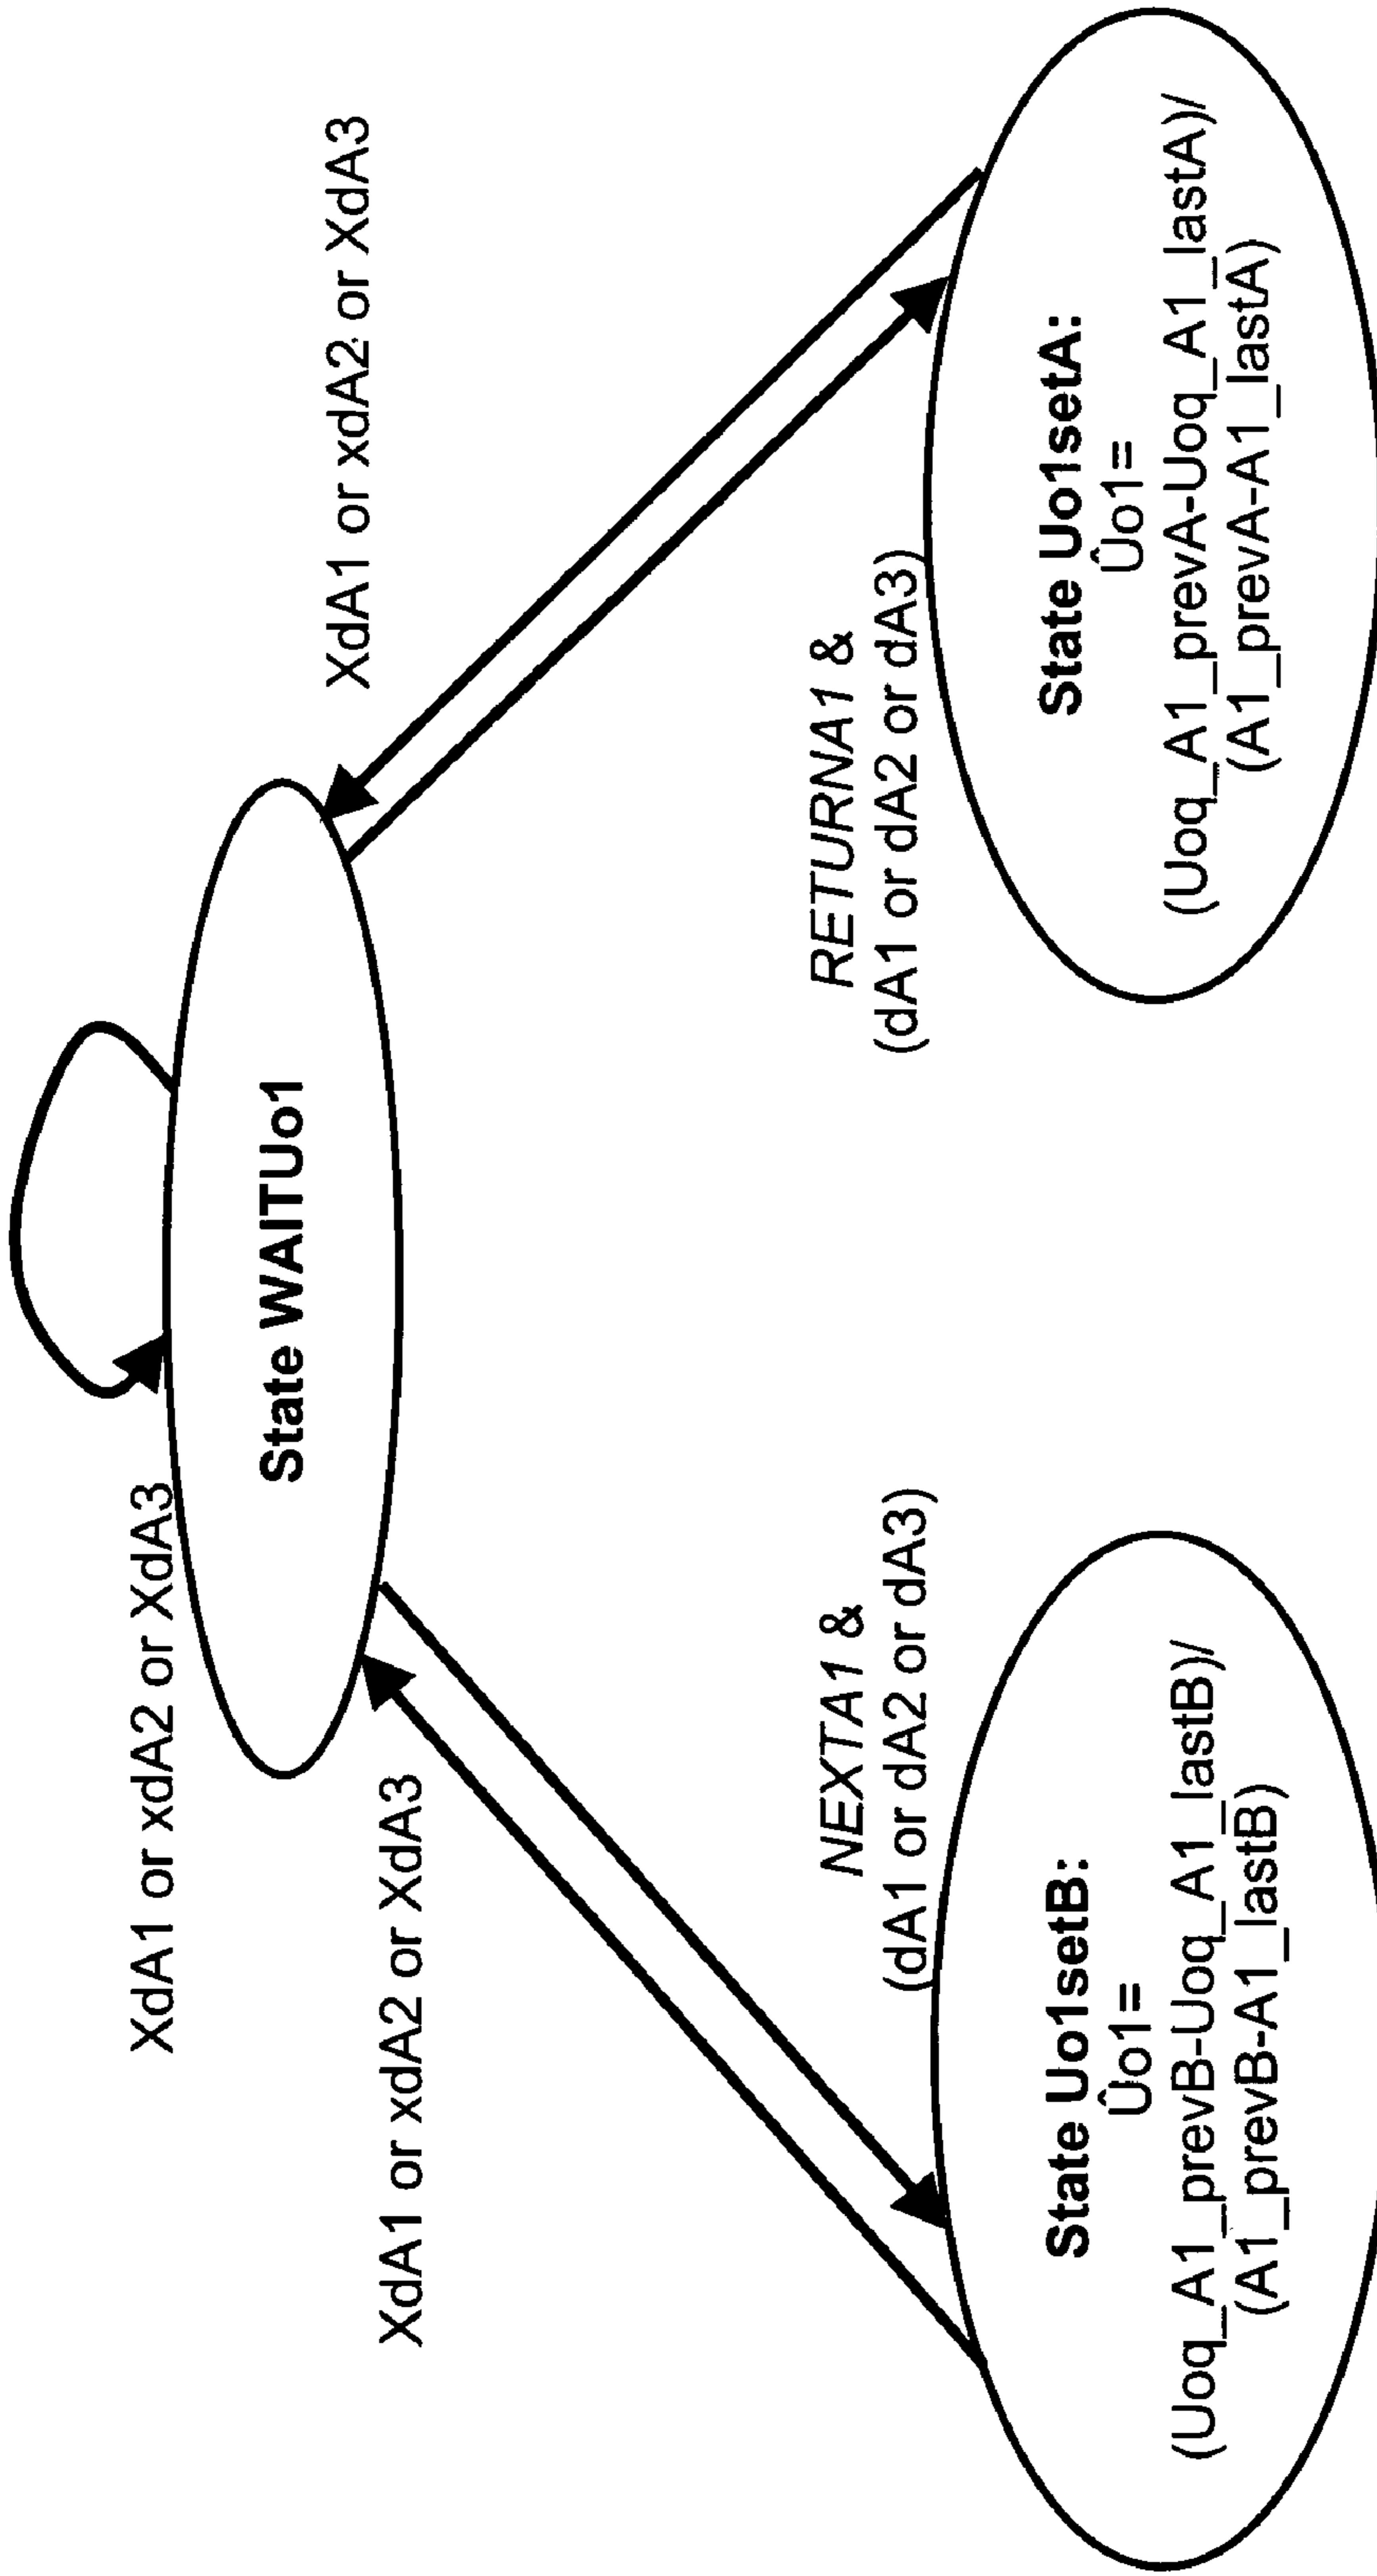 XdA1 or xdA2 or XdA3
State WAITUo1
XdA1 or xdA2 or XdA3
XdA1 or xdA2 or XdA3
NEXTA1 &
(dA1 or dA2 or dA3)
RETURNA1 &
(dA1 or dA2 or dA3)
State Uo1setB:
Ûo1=
(Uoq_A1_prevB-Uoq_A1_lastB)/
(A1_prevB-A1_lastB)
State Uo1setA:
Ûo1=
(Uoq_A1_prevA-Uoq_A1_lastA)/
(A1_prevA-A1_lastA)